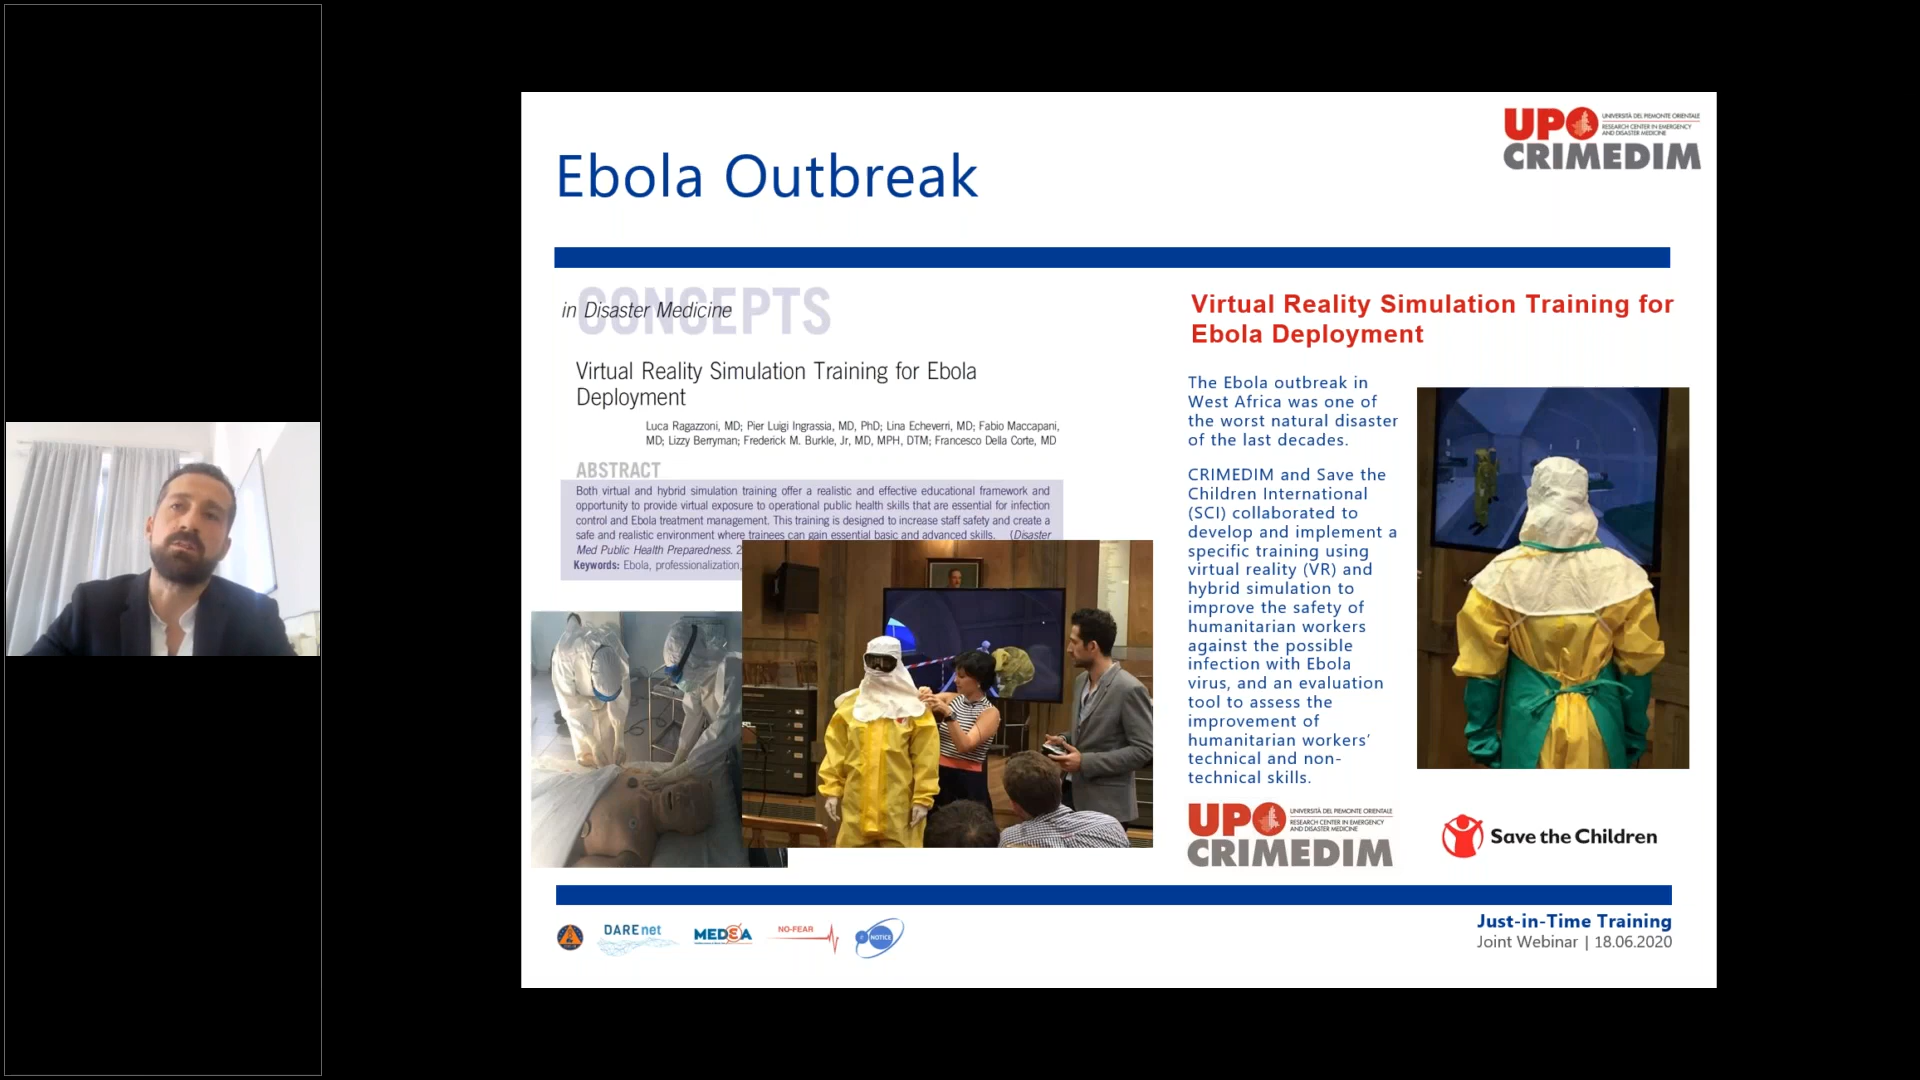 UPO
UNIVERSITÀ DEL PIEMONTE ORIENTALE
RESEARCH CENTER IN EMERGENCY
AND DISASTER MEDICINE
CRIMEDIM
Ebola Outbreak
CONCEPTS
in Disaster Medicine
Virtual Reality Simulation Training for Ebola
Deployment
Luca Ragazzoni, MD; Pier Luigi Ingrassia, MD, PhD; Lina Echeverri, MD; Fabio Maccapani,
MD; Lizzy Berryman; Frederick M. Burkle, Jr, MD, MPH, DTM; Francesco Della Corte, MD
ABSTRACT
Both virtual and hybrid simulation training offer a realistic and effective educational framework and
opportunity to provide virtual exposure to operational public health skills that are essential for infection
control and Ebola treatment management. This training is designed to increase staff safety and create a
safe and realistic environment where trainees can gain essential basic and advanced skills. (Disaster
Med Public Health Preparedness. 2
Keywords: Ebola, professionalization,
Virtual Reality Simulation Training for
Ebola Deployment
The Ebola outbreak in
West Africa was one of
the worst natural disaster
of the last decades.
CRIMEDIM and Save the
Children International
(SCI) collaborated to
develop and implement a
specific training using
virtual reality (VR) and
hybrid simulation to
improve the safety of
humanitarian workers
against the possible
infection with Ebola
virus, and an evaluation
tool to assess the
improvement of
humanitarian workers’
technical and non-
technical skills.
UPO
UNIVERSITÀ DEL PIEMONTE ORIENTALE
RESEARCH CENTER IN EMERGENCY
AND DISASTER MEDICINE
CRIMEDIM
Save the Children
DAREnet
MEDEA
NO-FEAR
NOTICE
Just-in-Time Training
Joint Webinar | 18.06.2020